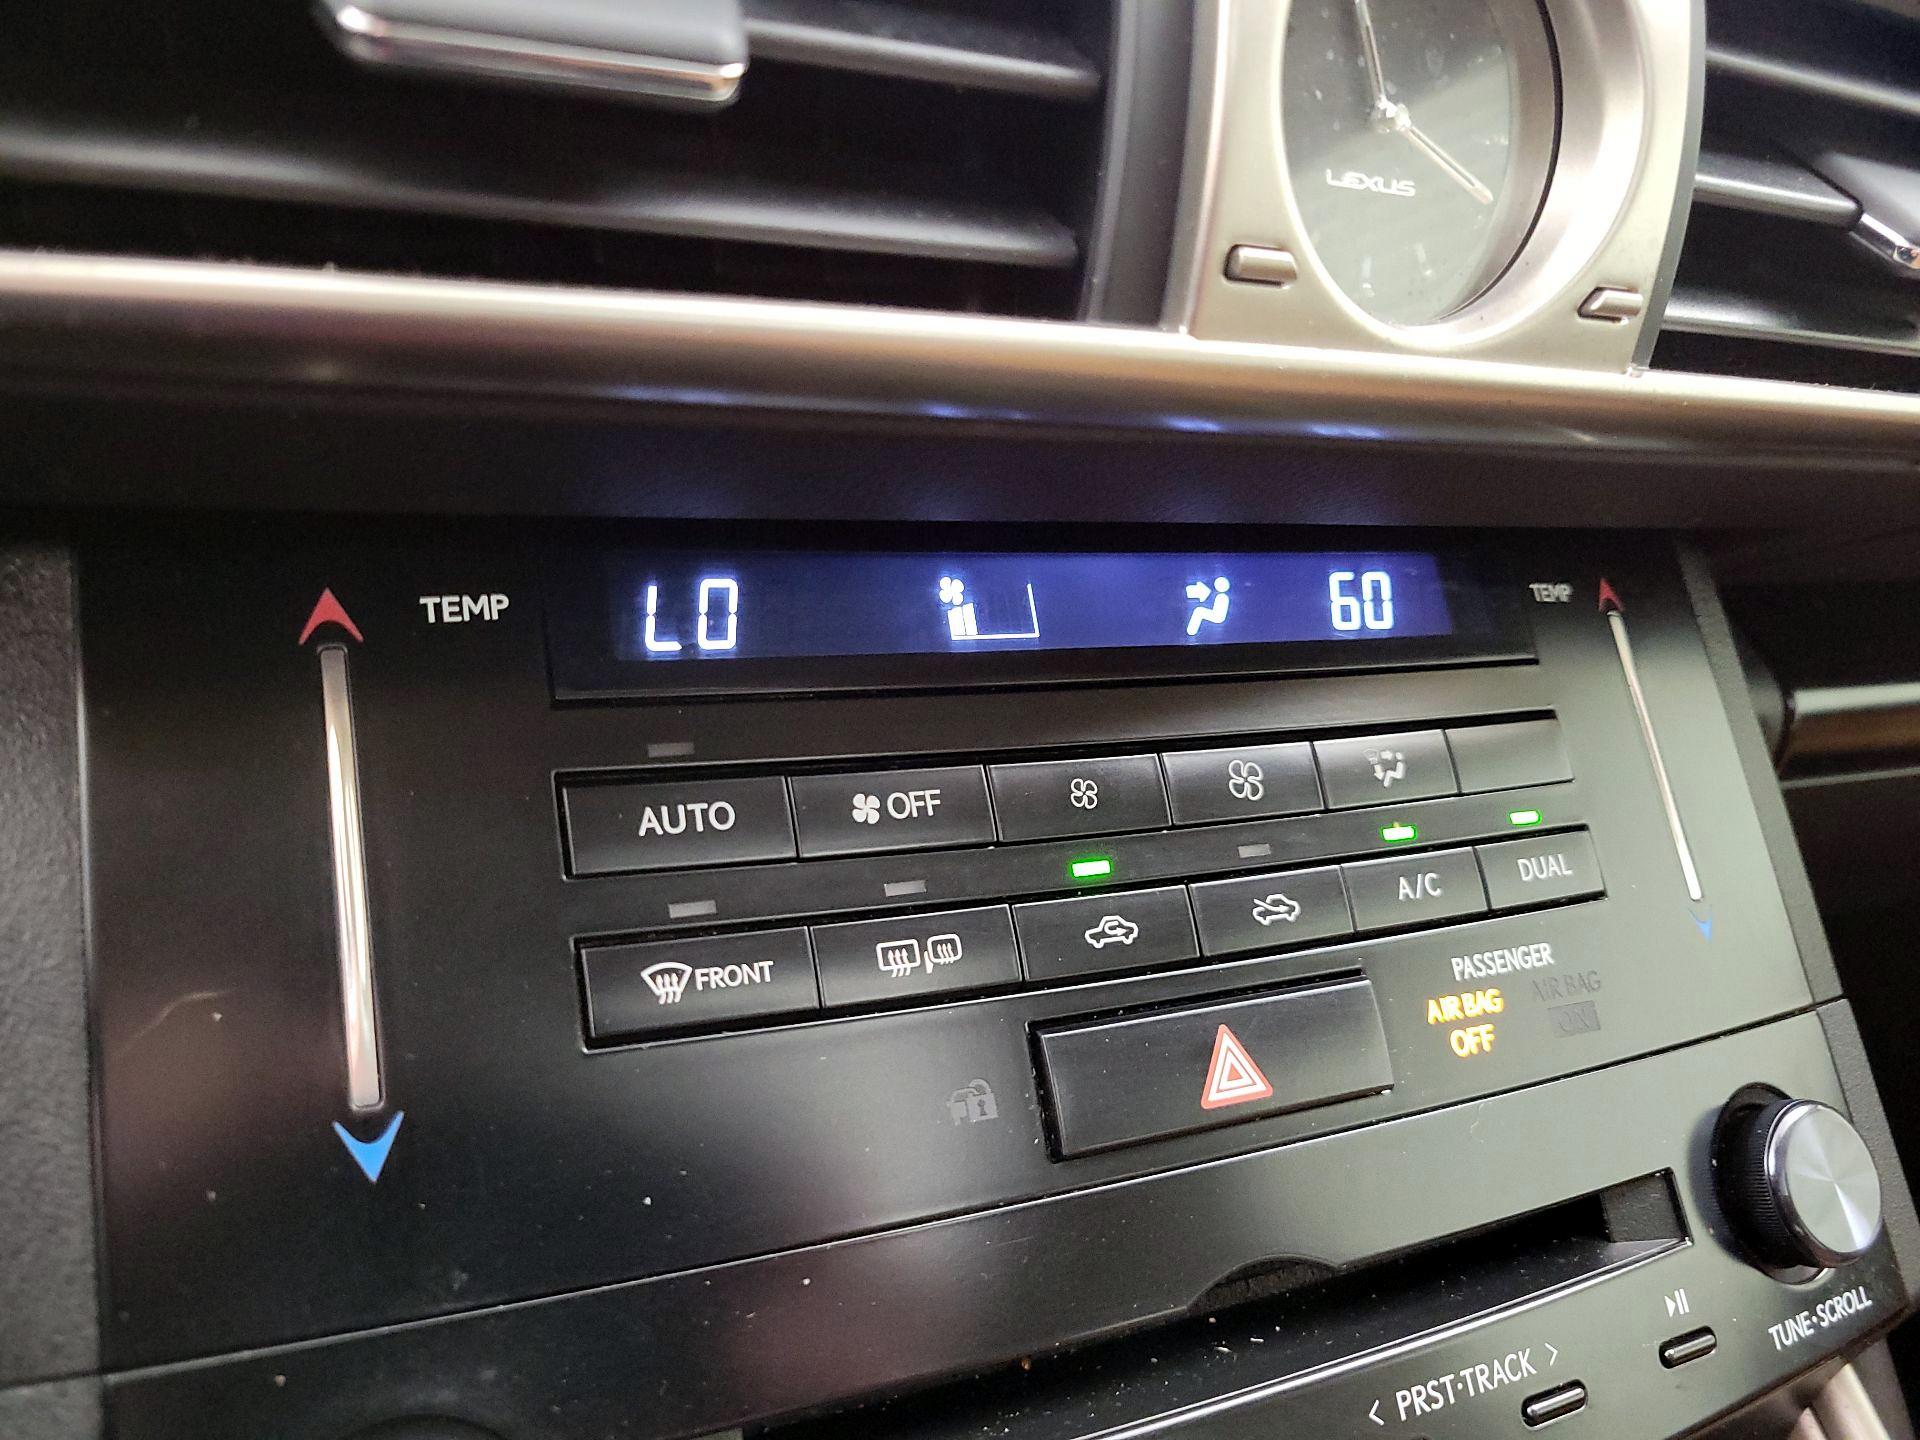 LEXUS
TEMP
LO
60
TEMP
AUTO
OFF
FRONT
A/C
DUAL
PASSENGER
AIR BAG
OFF
AIR BAG
ON
< PRST·TRACK >
TUNE·SCROLL